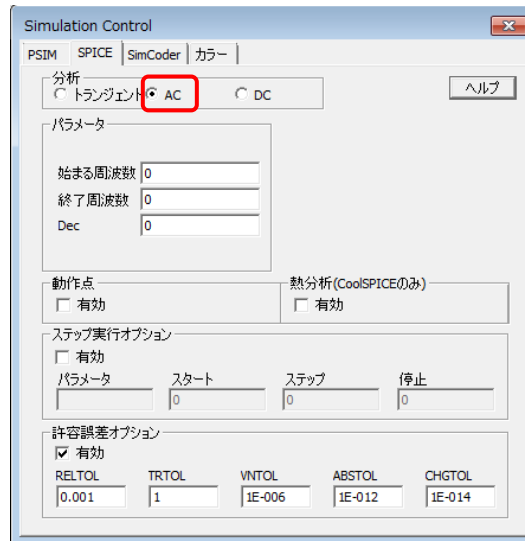 Simulation Control
PSIM SPICE SimCoder カラー
分析
トランジェント AC DC
ヘルプ
パラメータ
始まる周波数 0
終了周波数 0
Dec 0
動作点
有効
熱分析(CoolSPICEのみ)
有効
ステップ実行オプション
有効
パラメータ スタート ステップ 停止
0 0 0
許容誤差オプション
有効
RELTOL TRTOL VNTOL ABSTOL CHGTOL
0.001 1 1E-006 1E-012 1E-014